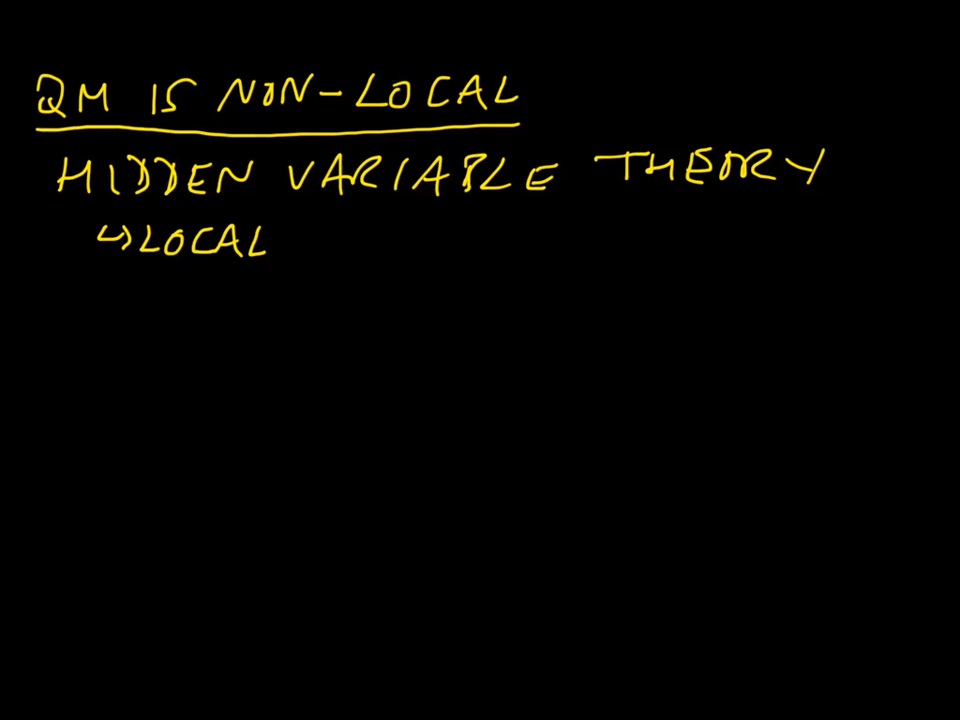 QM IS NON-LOCAL
HIDDEN VARIABLE THEORY
↪LOCAL